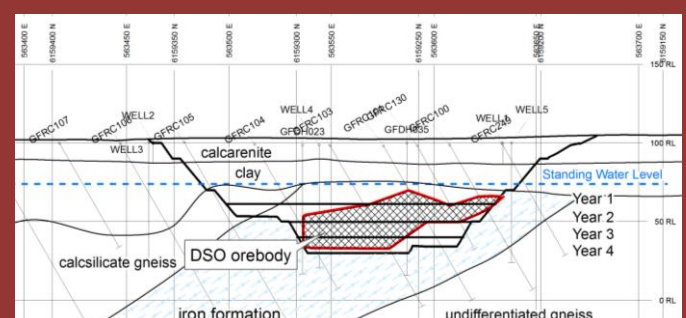 563400 E
6159400 N
563450 E
6159350 N
563500 E
6159300 N
563550 E
6159250 N
563600 E
563650 E
6159200 N
563700 E
6159150 N
150 RL
GFRC107
GFRC106
WELL2
WELL3
GFRC105
GFRC104
WELL4
GFRC103
GFDH023
GFRC130
GFDH035
GFRC100
WELL5
100 RL
calcarenite
clay
Standing Water Level
Year 1
Year 2
Year 3
Year 4
50 RL
DSO orebody
calcsilicate gneiss
iron formation
undifferentiated gneiss
0 RL